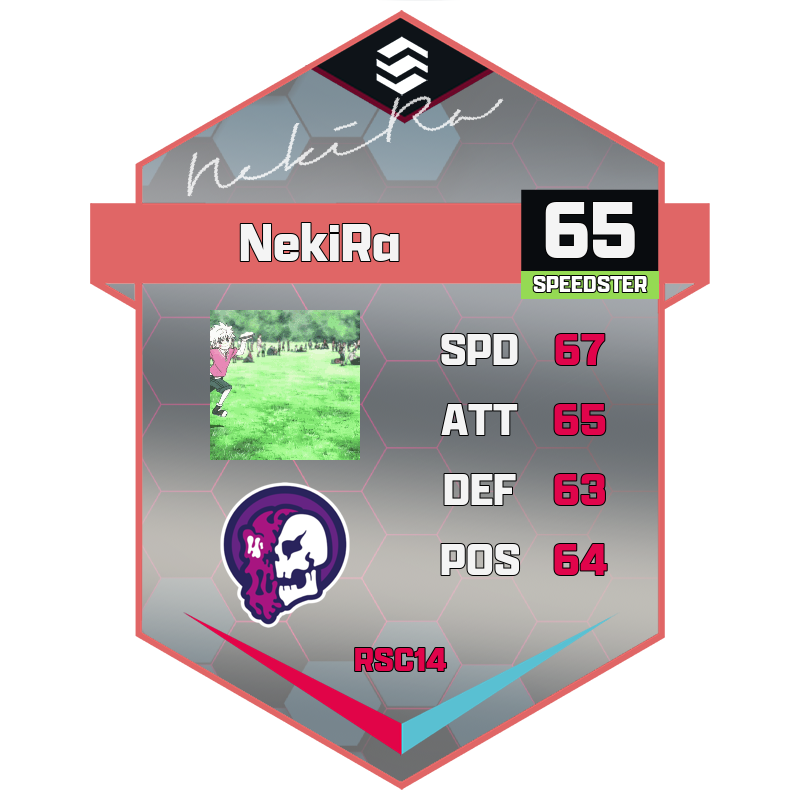 NekiRa
NekiRa
65
SPEEDSTER
SPD 67
ATT 65
DEF 63
POS 64
RSC14